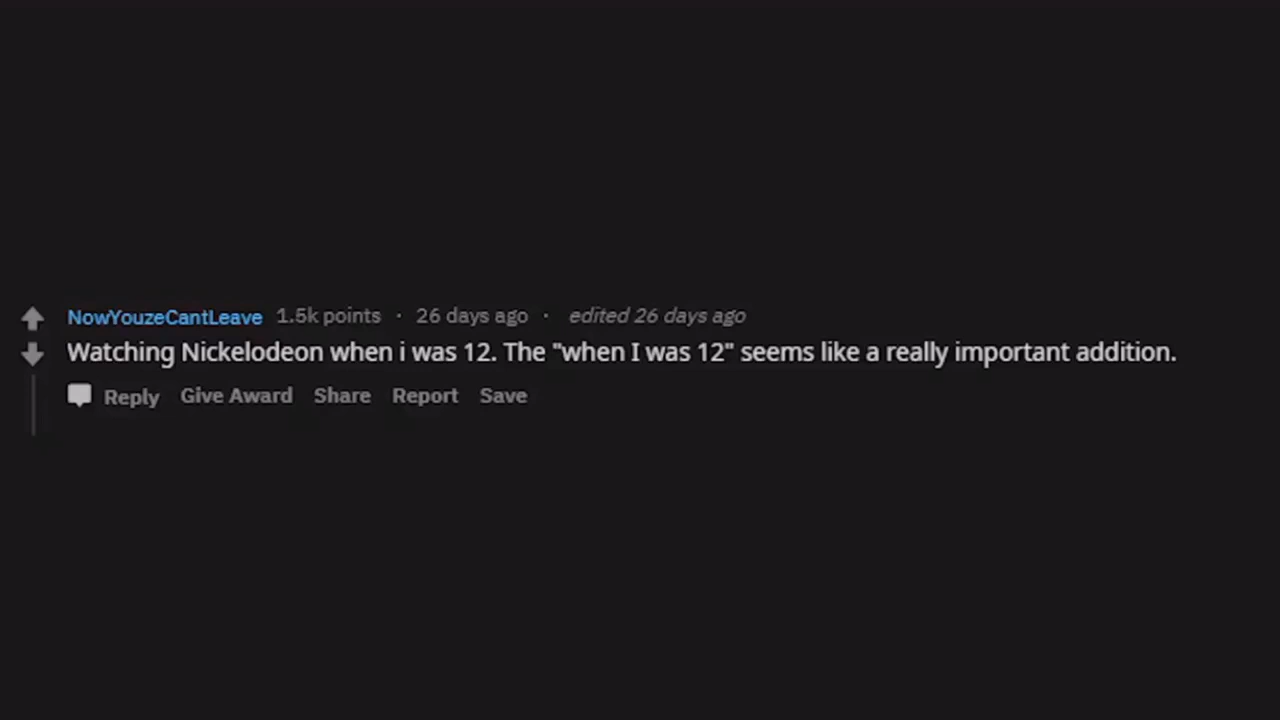 NowYouzeCantLeave 1.5k points · 26 days ago · edited 26 days ago
Watching Nickelodeon when i was 12. The "when I was 12" seems like a really important addition.
Reply Give Award Share Report Save